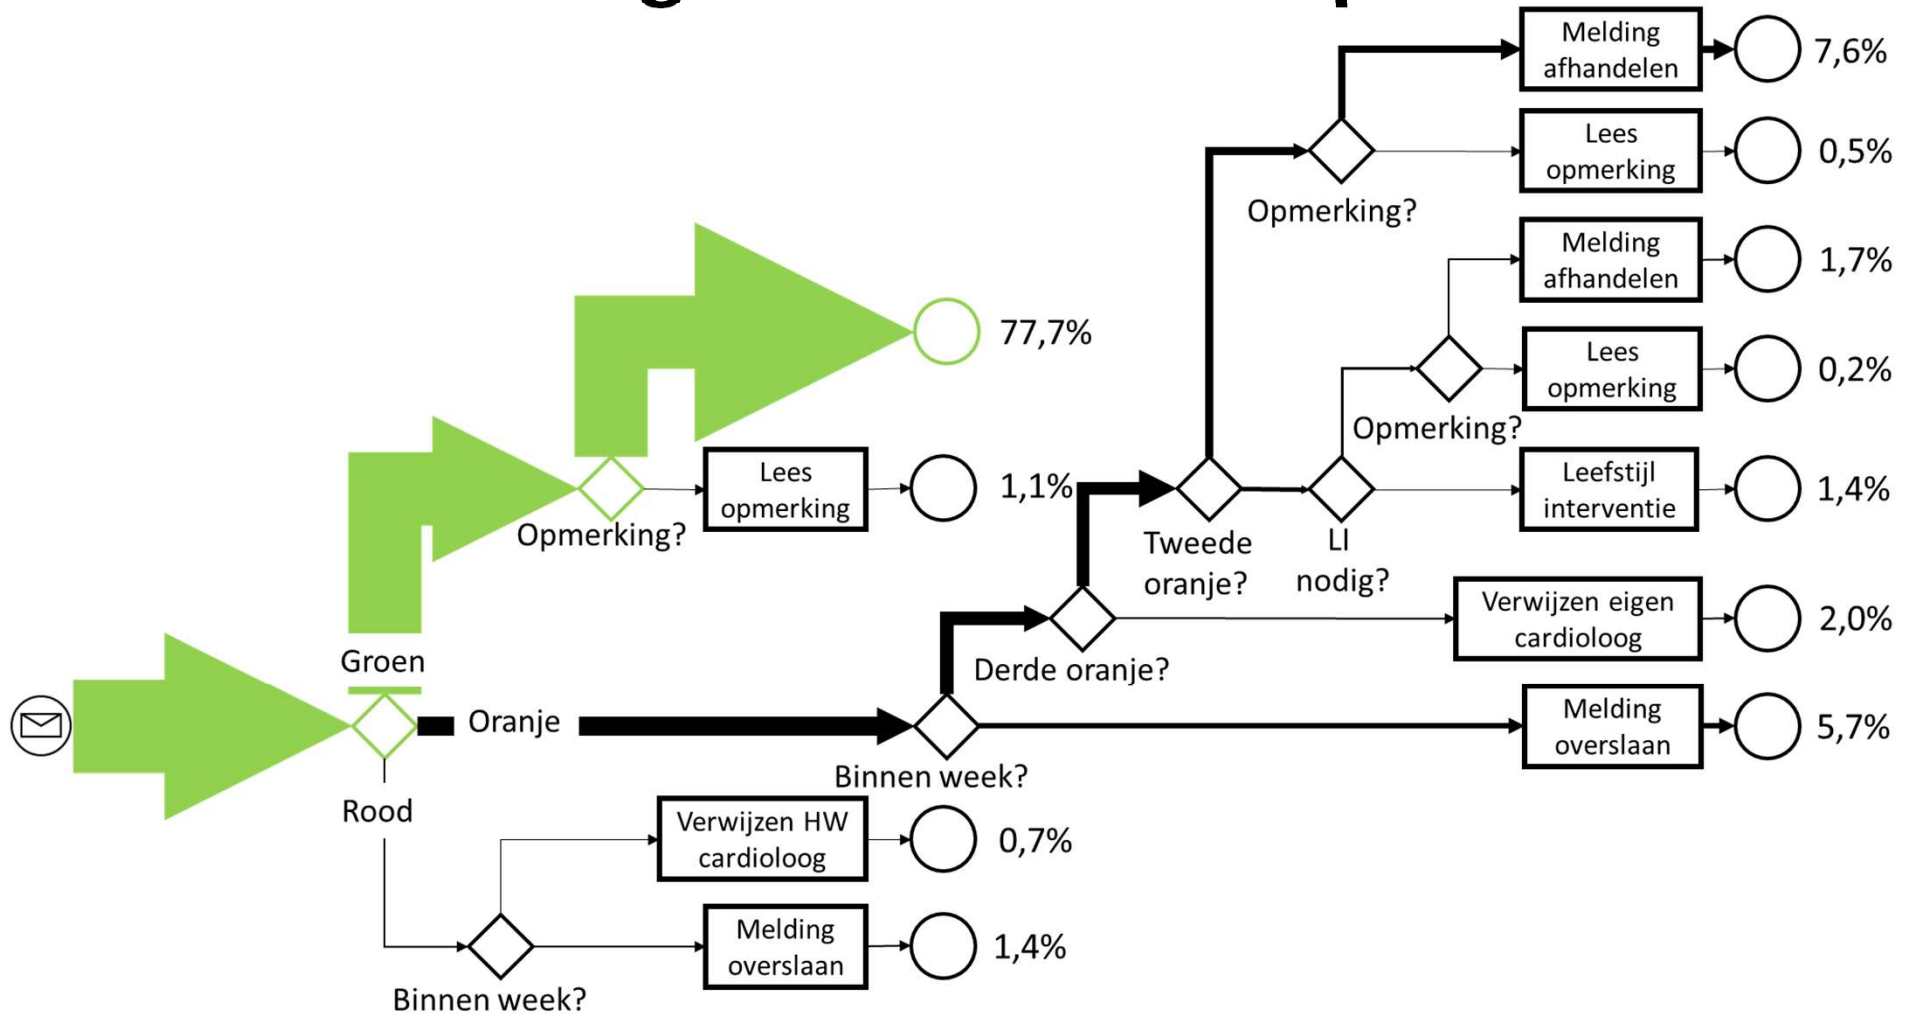 Melding
afhandelen
7,6%
Lees
opmerking
0,5%
Opmerking?
Melding
afhandelen
1,7%
77,7%
Lees
opmerking
0,2%
Opmerking?
Lees
opmerking
1,1%
Opmerking?
Leefstijl
interventie
1,4%
Tweede
oranje?
LI
nodig?
Verwijzen eigen
cardioloog
2,0%
Derde oranje?
Groen
Oranje
Melding
overslaan
5,7%
Binnen week?
Rood
Verwijzen HW
cardioloog
0,7%
Melding
overslaan
1,4%
Binnen week?